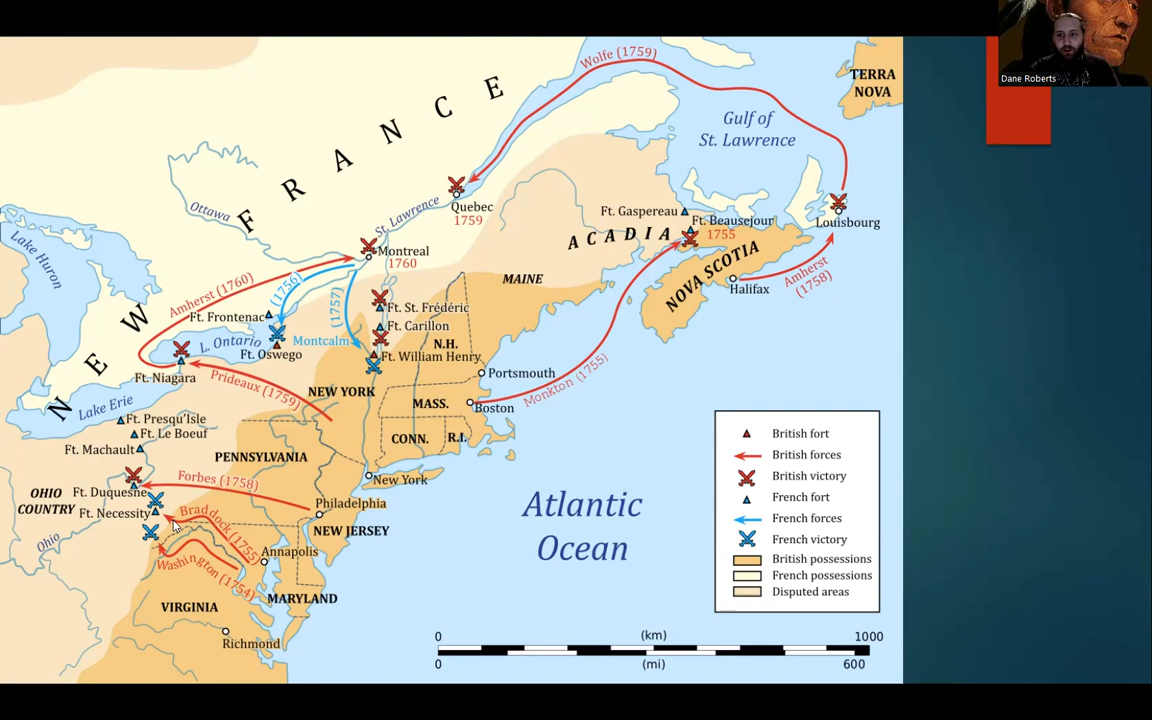 Dane Roberts
Wolfe (1759)
TERRA
NOVA
NEW FRANCE
Gulf of
St. Lawrence
Ottawa
St. Lawrence
Quebec
1759
Lake Huron
Montreal
1760
Ft. Gaspereau
Ft. Beausejour
1755
Louisbourg
ACADIA
NOVA SCOTIA
Halifax
Amherst
(1758)
MAINE
Amherst (1760)
(1756)
(1757)
Montcalm
Ft. Frontenac
L. Ontario
Ft. Oswego
Ft. St. Frédéric
Ft. Carillon
N.H.
Ft. William Henry
Ft. Niagara
Prideaux (1759)
NEW YORK
Portsmouth
MASS.
Boston
Monkton (1755)
CONN.
R.I.
Lake Erie
Ft. Presqu'Isle
Ft. Le Boeuf
Ft. Machault
PENNSYLVANIA
Forbes (1758)
New York
Ft. Duquesne
OHIO
COUNTRY
Ft. Necessity
Braddock (1755)
Philadelphia
NEW JERSEY
Ohio
Washington (1754)
Annapolis
MARYLAND
VIRGINIA
Richmond
Atlantic
Ocean
British fort
British forces
British victory
French fort
French forces
French victory
British possessions
French possessions
Disputed areas
0 (km) 1000
0 (mi) 600